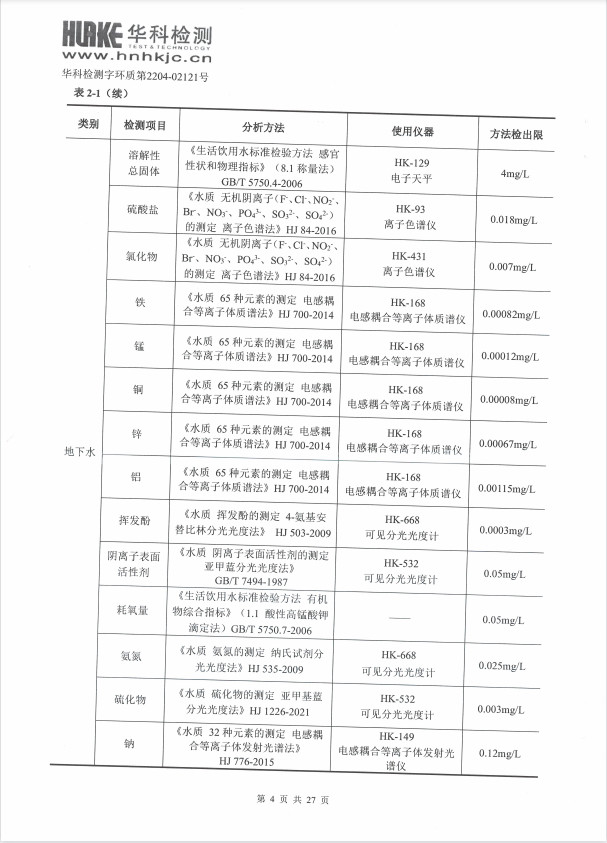 HUAKE 华科检测
TEST & TECHNOLOGY
www.hnhkjc.cn
华科检测字环质第2204-02121号
表 2-1（续）
类别 检测项目 分析方法 使用仪器 方法检出限
地下水
溶解性
总固体
《生活饮用水标准检验方法 感官
性状和物理指标》（8.1 称量法）
GB/T 5750.4-2006
HK-129
电子天平
4mg/L
硫酸盐
《水质 无机阴离子（F⁻、Cl⁻、NO₂⁻、
Br⁻、NO₃⁻、PO₄³⁻、SO₃²⁻、SO₄²⁻）
的测定 离子色谱法》HJ 84-2016
HK-93
离子色谱仪
0.018mg/L
氯化物
《水质 无机阴离子（F⁻、Cl⁻、NO₂⁻、
Br⁻、NO₃⁻、PO₄³⁻、SO₃²⁻、SO₄²⁻）
的测定 离子色谱法》HJ 84-2016
HK-431
离子色谱仪
0.007mg/L
铁
《水质 65 种元素的测定 电感耦
合等离子体质谱法》HJ 700-2014
HK-168
电感耦合等离子体质谱仪
0.00082mg/L
锰
《水质 65 种元素的测定 电感耦
合等离子体质谱法》HJ 700-2014
HK-168
电感耦合等离子体质谱仪
0.00012mg/L
铜
《水质 65 种元素的测定 电感耦
合等离子体质谱法》HJ 700-2014
HK-168
电感耦合等离子体质谱仪
0.00008mg/L
锌
《水质 65 种元素的测定 电感耦
合等离子体质谱法》HJ 700-2014
HK-168
电感耦合等离子体质谱仪
0.00067mg/L
铝
《水质 65 种元素的测定 电感耦
合等离子体质谱法》HJ 700-2014
HK-168
电感耦合等离子体质谱仪
0.00115mg/L
挥发酚
《水质 挥发酚的测定 4-氨基安
替比林分光光度法》 HJ 503-2009
HK-668
可见分光光度计
0.0003mg/L
阴离子表面
活性剂
《水质 阴离子表面活性剂的测定
亚甲蓝分光光度法》
GB/T 7494-1987
HK-532
可见分光光度计
0.05mg/L
耗氧量
《生活饮用水标准检验方法 有机
物综合指标》（1.1 酸性高锰酸钾
滴定法）GB/T 5750.7-2006
——
0.05mg/L
氨氮
《水质 氨氮的测定 纳氏试剂分
光光度法》HJ 535-2009
HK-668
可见分光光度计
0.025mg/L
硫化物
《水质 硫化物的测定 亚甲基蓝
分光光度法》HJ 1226-2021
HK-532
可见分光光度计
0.003mg/L
钠
《水质 32 种元素的测定 电感耦
合等离子体发射光谱法》
HJ 776-2015
HK-149
电感耦合等离子体发射光
谱仪
0.12mg/L
第 4 页 共 27 页